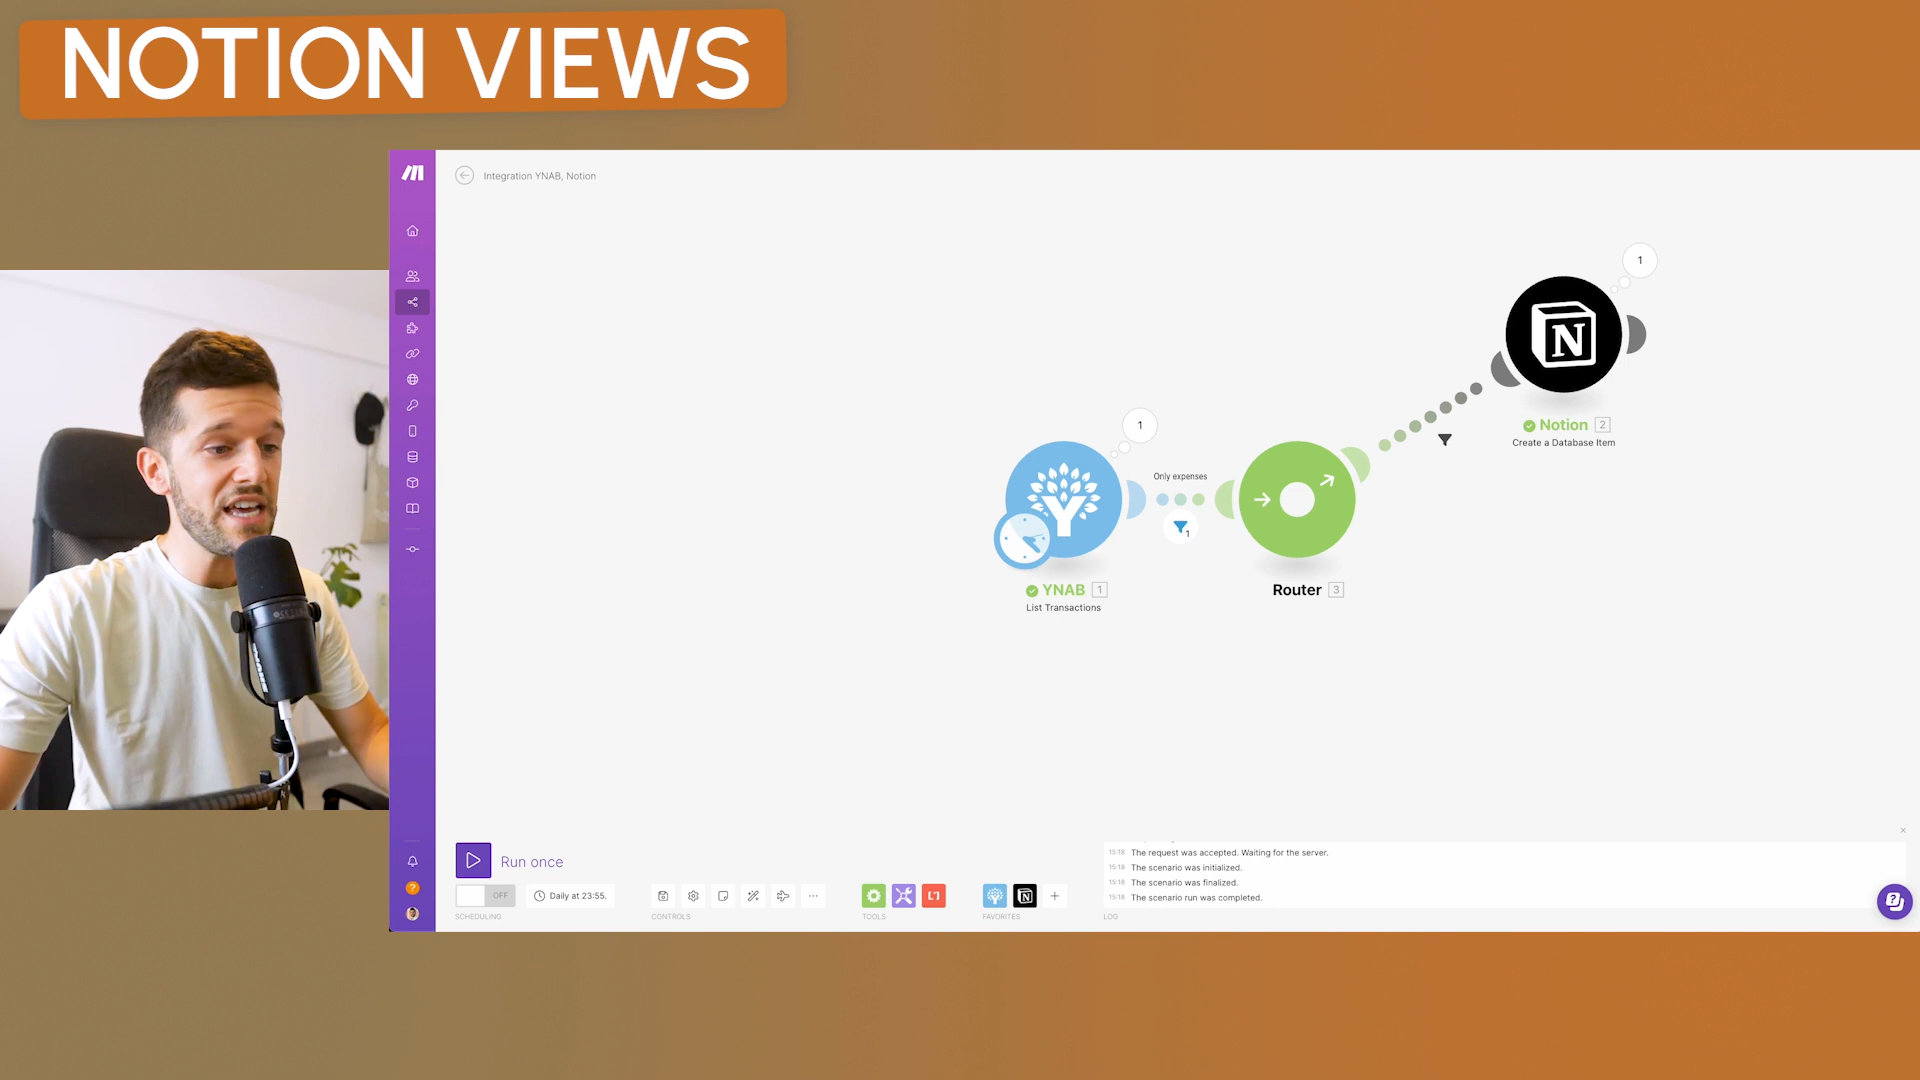 NOTION VIEWS
Integration YNAB, Notion
1
N
Notion 2
Create a Database Item
1
Only expenses
1
Y
YNAB 1
List Transactions
Router 3
Run once
OFF
Daily at 23:55.
SCHEDULING
CONTROLS
TOOLS
FAVORITES
15:18 The request was accepted. Waiting for the server.
15:18 The scenario was initialized.
15:18 The scenario was finalized.
15:18 The scenario run was completed.
LOG